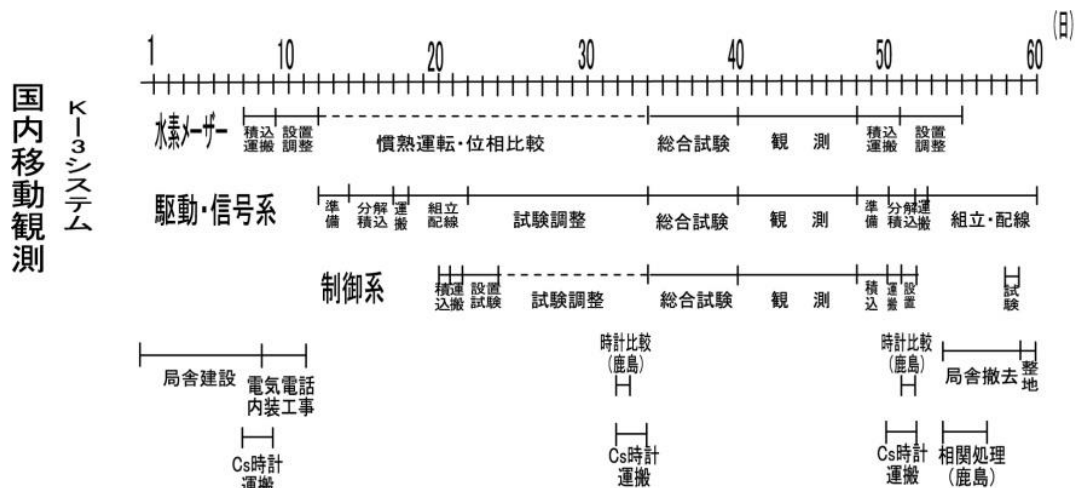 (日)
1 10 20 30 40 50 60
国内移動観測
K-3システム
水素メーザー
積込
運搬
設置
調整
慣熟運転・位相比較
総合試験
観 測
積込
運搬
設置
調整
駆動・信号系
準備
分解
積込
運搬
組立
配線
試験調整
総合試験
観 測
準備
分解
積込
運搬
組立・配線
制御系
積込
運搬
設置
試験
試験調整
総合試験
観 測
積込
運搬
設置
試験
局舎建設
電気電話
内装工事
時計比較
(鹿島)
時計比較
(鹿島)
局舎撤去
整地
Cs時計
運搬
Cs時計
運搬
Cs時計
運搬
相関処理
(鹿島)